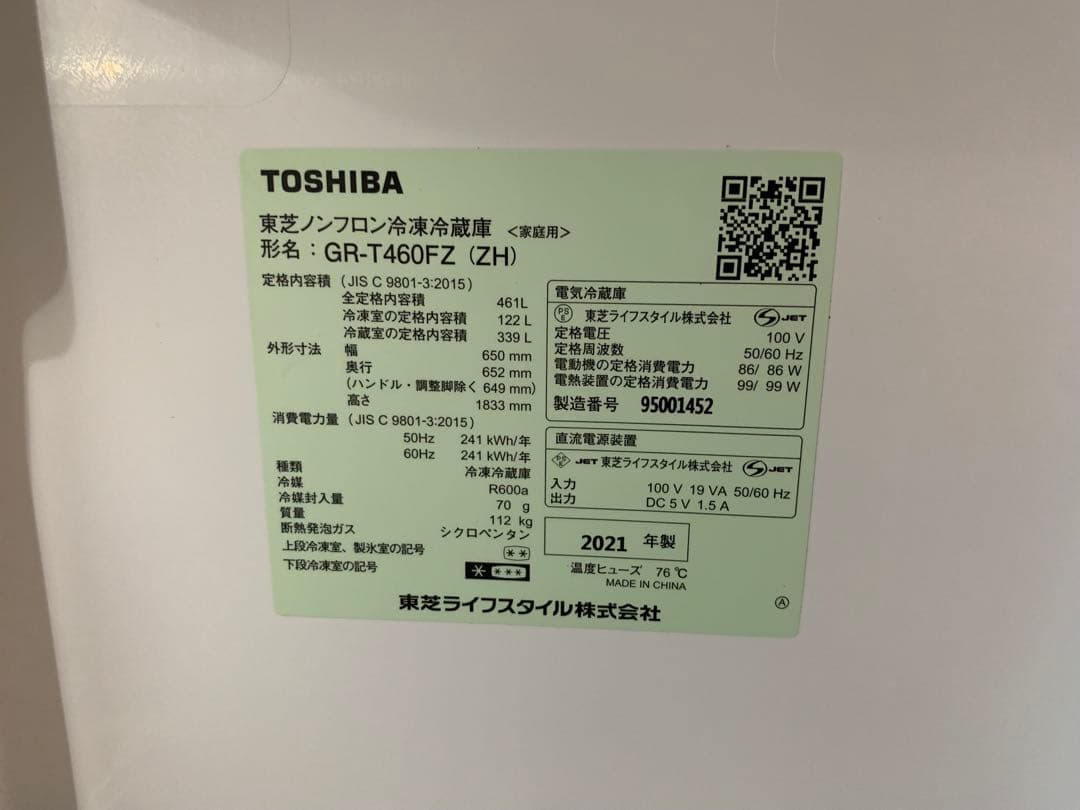 TOSHIBA
東芝ノンフロン冷凍冷蔵庫 <家庭用>
形名：GR-T460FZ (ZH)
定格内容積 (JIS C 9801-3:2015)
全定格内容積 461L
冷凍室の定格内容積 122 L
冷蔵室の定格内容積 339 L
外形寸法 幅 650 mm
奥行 652 mm
(ハンドル・調整脚除く 649 mm)
高さ 1833 mm
消費電力量 (JIS C 9801-3:2015)
50Hz 241 kWh/年
60Hz 241 kWh/年
種類 冷凍冷蔵庫
冷媒 R600a
冷媒封入量 70 g
質量 112 kg
断熱発泡ガス シクロペンタン
上段冷凍室、製氷室の記号 **
下段冷凍室の記号 * ***
電気冷蔵庫
PSE 東芝ライフスタイル株式会社 S JET
定格電圧 100 V
定格周波数 50/60 Hz
電動機の定格消費電力 86/ 86 W
電熱装置の定格消費電力 99/ 99 W
製造番号 95001452
直流電源装置
PSE JET 東芝ライフスタイル株式会社 S JET
入力 100 V 19 VA 50/60 Hz
出力 DC 5 V 1.5 A
2021 年製
温度ヒューズ 76 ℃
MADE IN CHINA
東芝ライフスタイル株式会社
Ⓐ